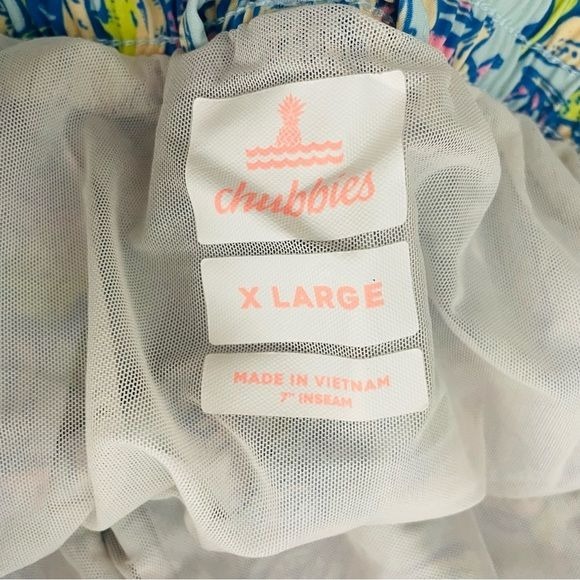 chubbies
X LARGE
MADE IN VIETNAM
7" INSEAM